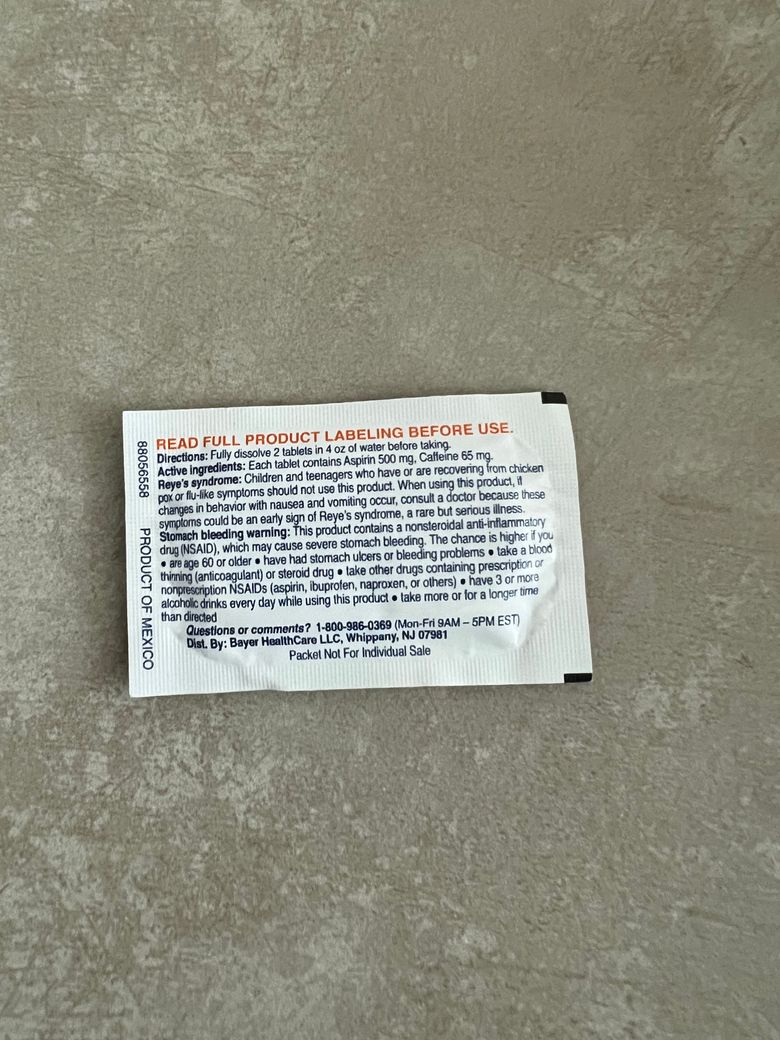 READ FULL PRODUCT LABELING BEFORE USE.
Directions: Fully dissolve 2 tablets in 4 oz of water before taking.
Active ingredients: Each tablet contains Aspirin 500 mg, Caffeine 65 mg.
Reye's syndrome: Children and teenagers who have or are recovering from chicken
pox or flu-like symptoms should not use this product. When using this product, if
changes in behavior with nausea and vomiting occur, consult a doctor because these
symptoms could be an early sign of Reye's syndrome, a rare but serious illness.
Stomach bleeding warning: This product contains a nonsteroidal anti-inflammatory
drug (NSAID), which may cause severe stomach bleeding. The chance is higher if you
• are age 60 or older • have had stomach ulcers or bleeding problems • take a blood
thinning (anticoagulant) or steroid drug • take other drugs containing prescription or
nonprescription NSAIDs (aspirin, ibuprofen, naproxen, or others) • have 3 or more
alcoholic drinks every day while using this product • take more or for a longer time
than directed
Questions or comments? 1-800-986-0369 (Mon-Fri 9AM – 5PM EST)
Dist. By: Bayer HealthCare LLC, Whippany, NJ 07981
Packet Not For Individual Sale
88056558 PRODUCT OF MEXICO